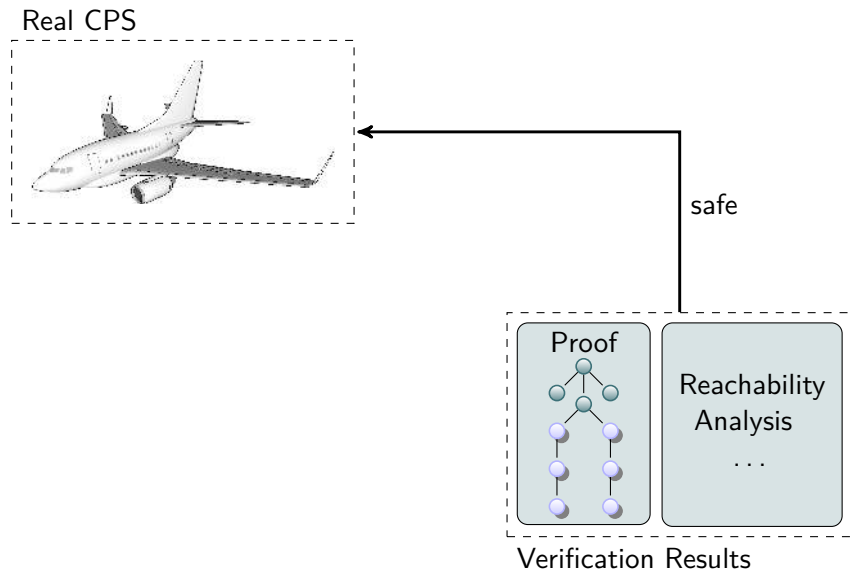 Real CPS
safe
Proof
Reachability
Analysis
. . .
Verification Results